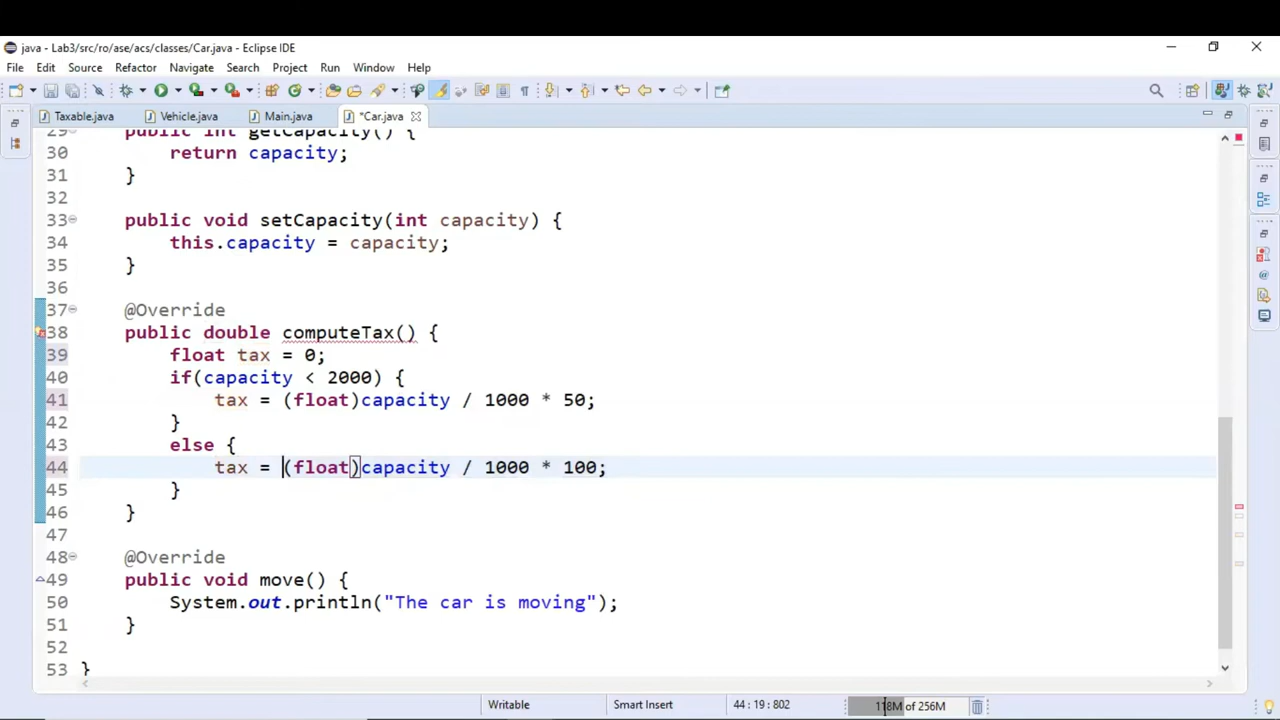 java - Lab3/src/ro/ase/acs/classes/Car.java - Eclipse IDE
File Edit Source Refactor Navigate Search Project Run Window Help
Taxable.java Vehicle.java Main.java *Car.java
29 public int getCapacity() {
30 return capacity;
31 }
32
33 public void setCapacity(int capacity) {
34 this.capacity = capacity;
35 }
36
37 @Override
38 public double computeTax() {
39 float tax = 0;
40 if(capacity < 2000) {
41 tax = (float)capacity / 1000 * 50;
42 }
43 else {
44 tax = (float)capacity / 1000 * 100;
45 }
46 }
47
48 @Override
49 public void move() {
50 System.out.println("The car is moving");
51 }
52
53 }
Writable Smart Insert 44 : 19 : 802 118M of 256M